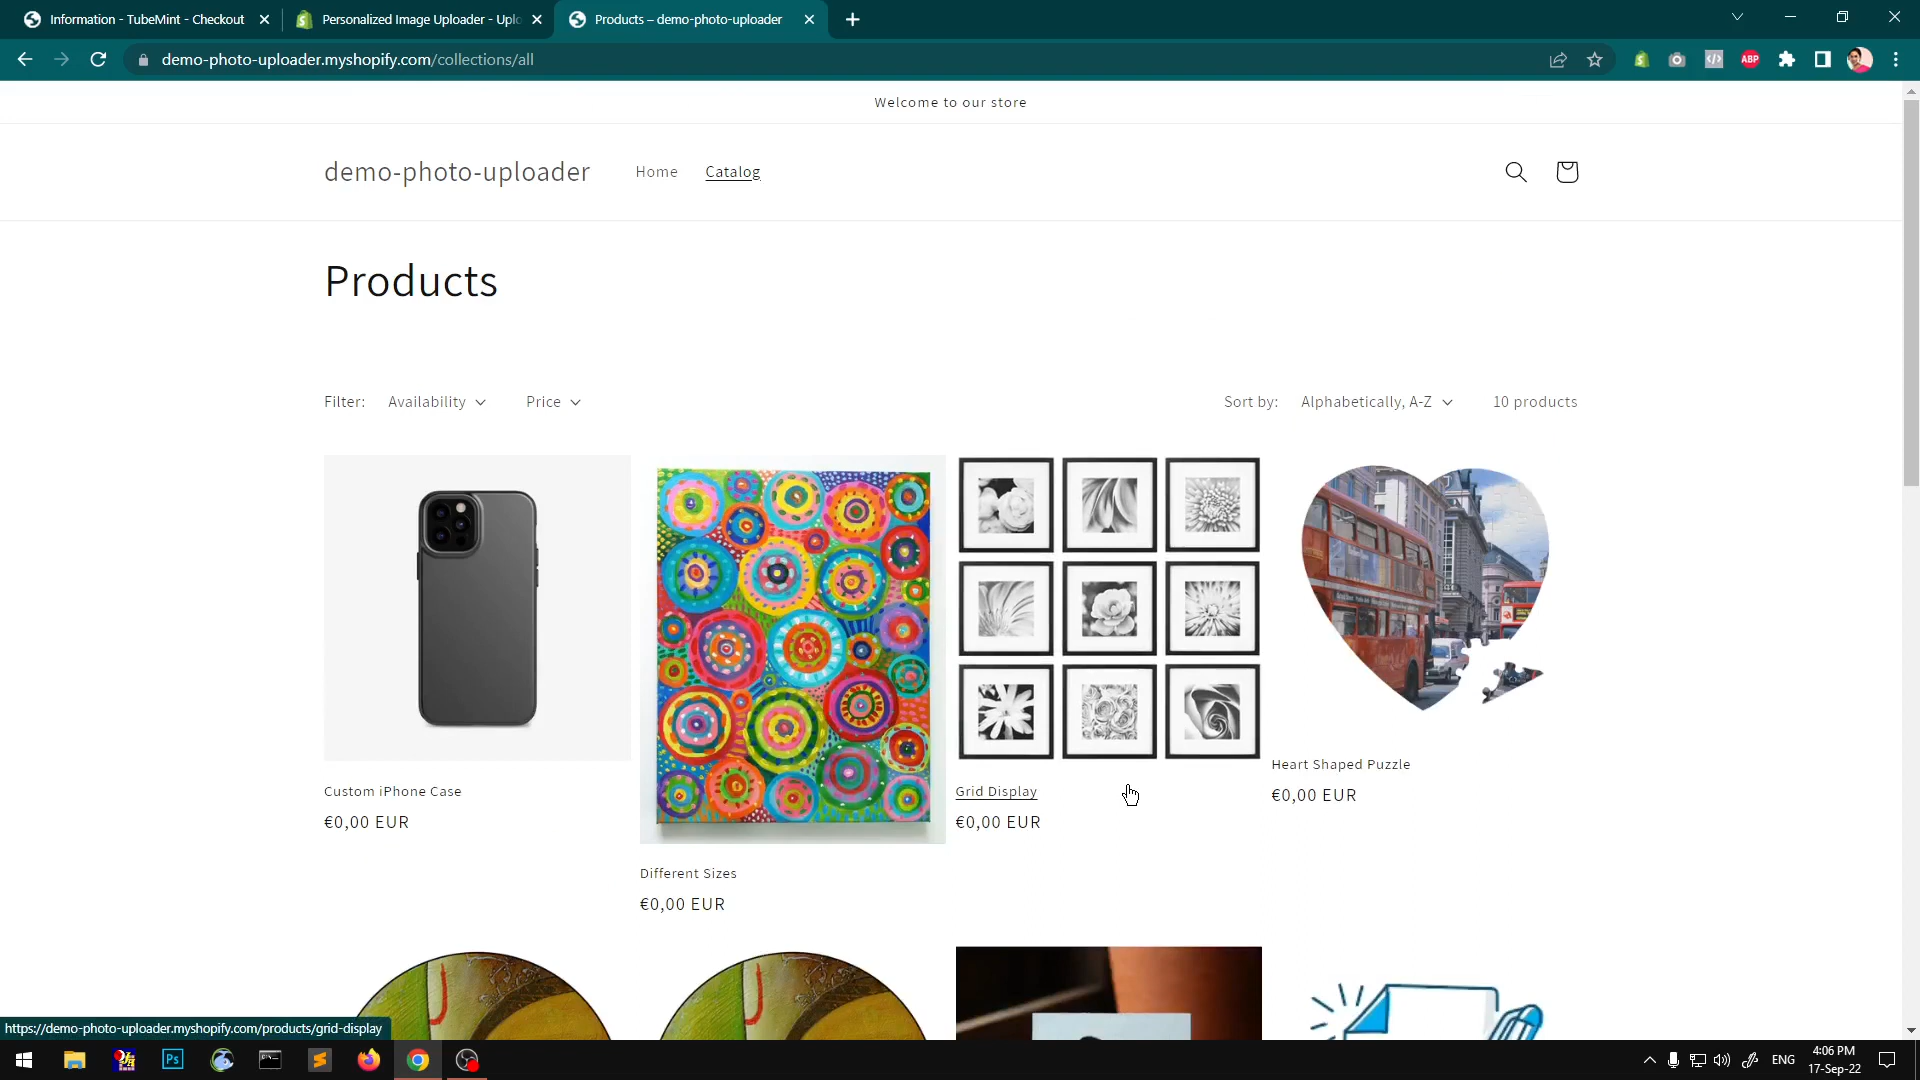 Information - TubeMint - Checkout
Personalized Image Uploader - Uplo
Products – demo-photo-uploader
demo-photo-uploader.myshopify.com/collections/all
ABP
Welcome to our store
demo-photo-uploader
Home
Catalog
Products
Filter:
Availability
Price
Sort by:
Alphabetically, A-Z
10 products
Custom iPhone Case
€0,00 EUR
Different Sizes
€0,00 EUR
Grid Display
€0,00 EUR
Heart Shaped Puzzle
€0,00 EUR
https://demo-photo-uploader.myshopify.com/products/grid-display
Ps
ENG
4:06 PM
17-Sep-22